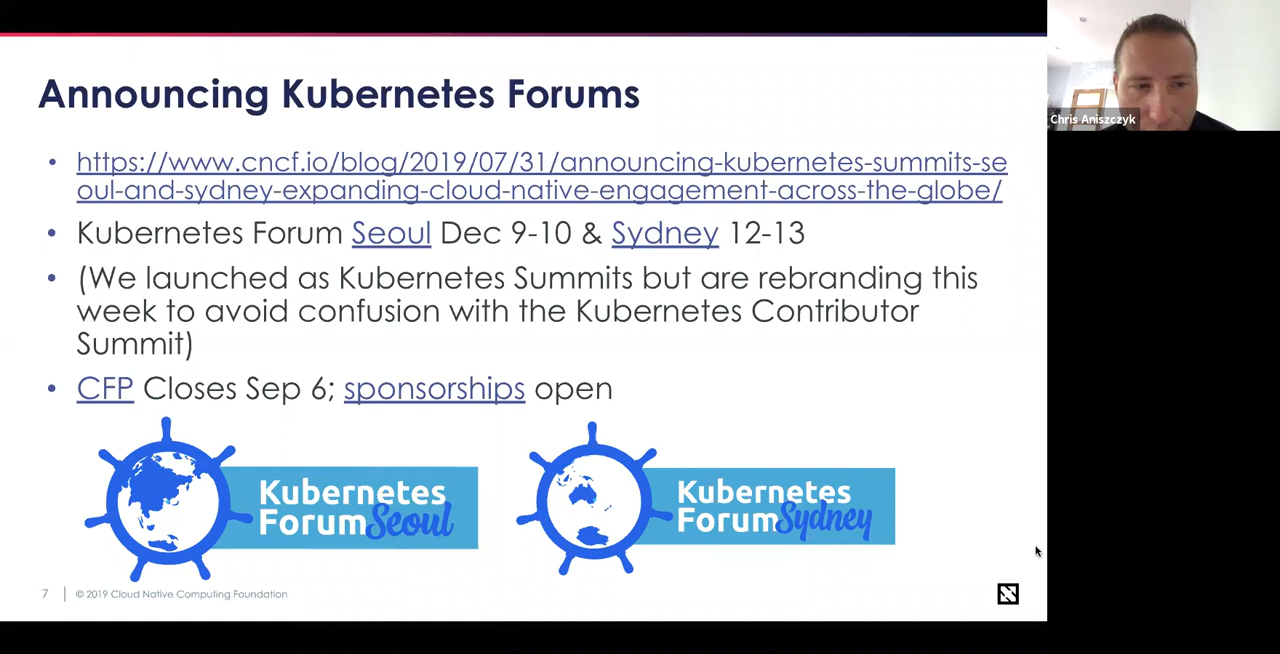 Announcing Kubernetes Forums
Chris Aniszczyk
• https://www.cncf.io/blog/2019/07/31/announcing-kubernetes-summits-se
oul-and-sydney-expanding-cloud-native-engagement-across-the-globe/
• Kubernetes Forum Seoul Dec 9-10 & Sydney 12-13
• (We launched as Kubernetes Summits but are rebranding this
week to avoid confusion with the Kubernetes Contributor
Summit)
• CFP Closes Sep 6; sponsorships open
Kubernetes
Forum Seoul
Kubernetes
Forum Sydney
7 | © 2019 Cloud Native Computing Foundation